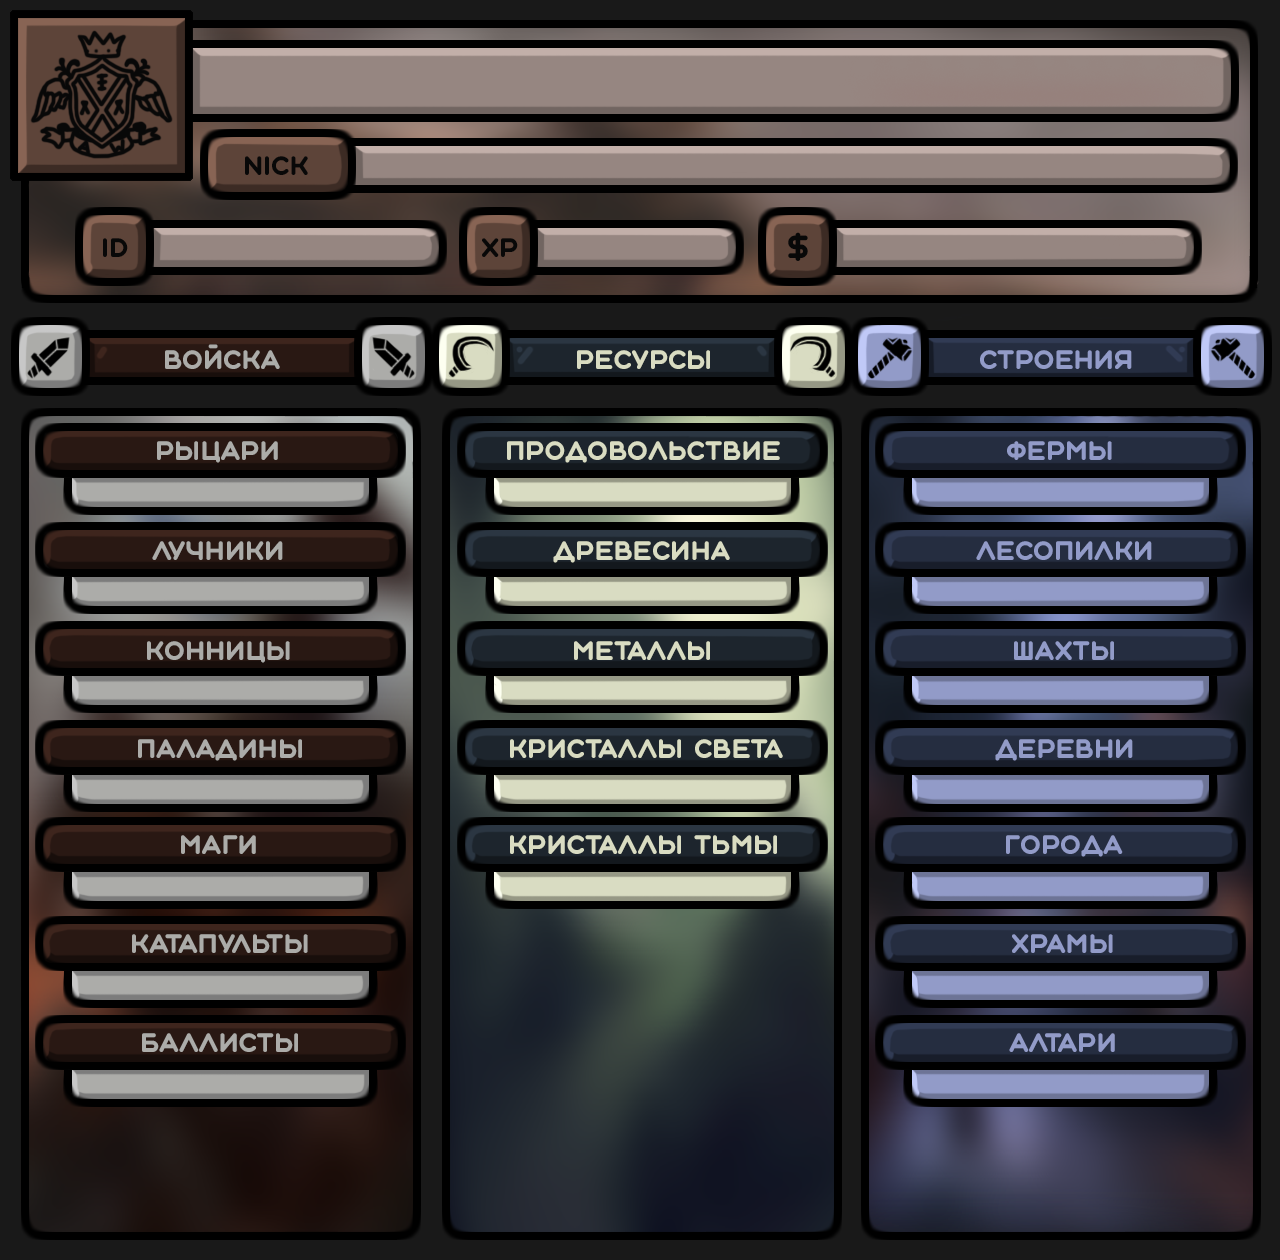 NICK
ID
XP
$
ВОЙСКА
РЕСУРСЫ
СТРОЕНИЯ
РЫЦАРИ
ЛУЧНИКИ
КОННИЦЫ
ПАЛАДИНЫ
МАГИ
КАТАПУЛЬТЫ
БАЛЛИСТЫ
ПРОДОВОЛЬСТВИЕ
ДРЕВЕСИНА
МЕТАЛЛЫ
КРИСТАЛЛЫ СВЕТА
КРИСТАЛЛЫ ТЬМЫ
ФЕРМЫ
ЛЕСОПИЛКИ
ШАХТЫ
ДЕРЕВНИ
ГОРОДА
ХРАМЫ
АЛТАРИ